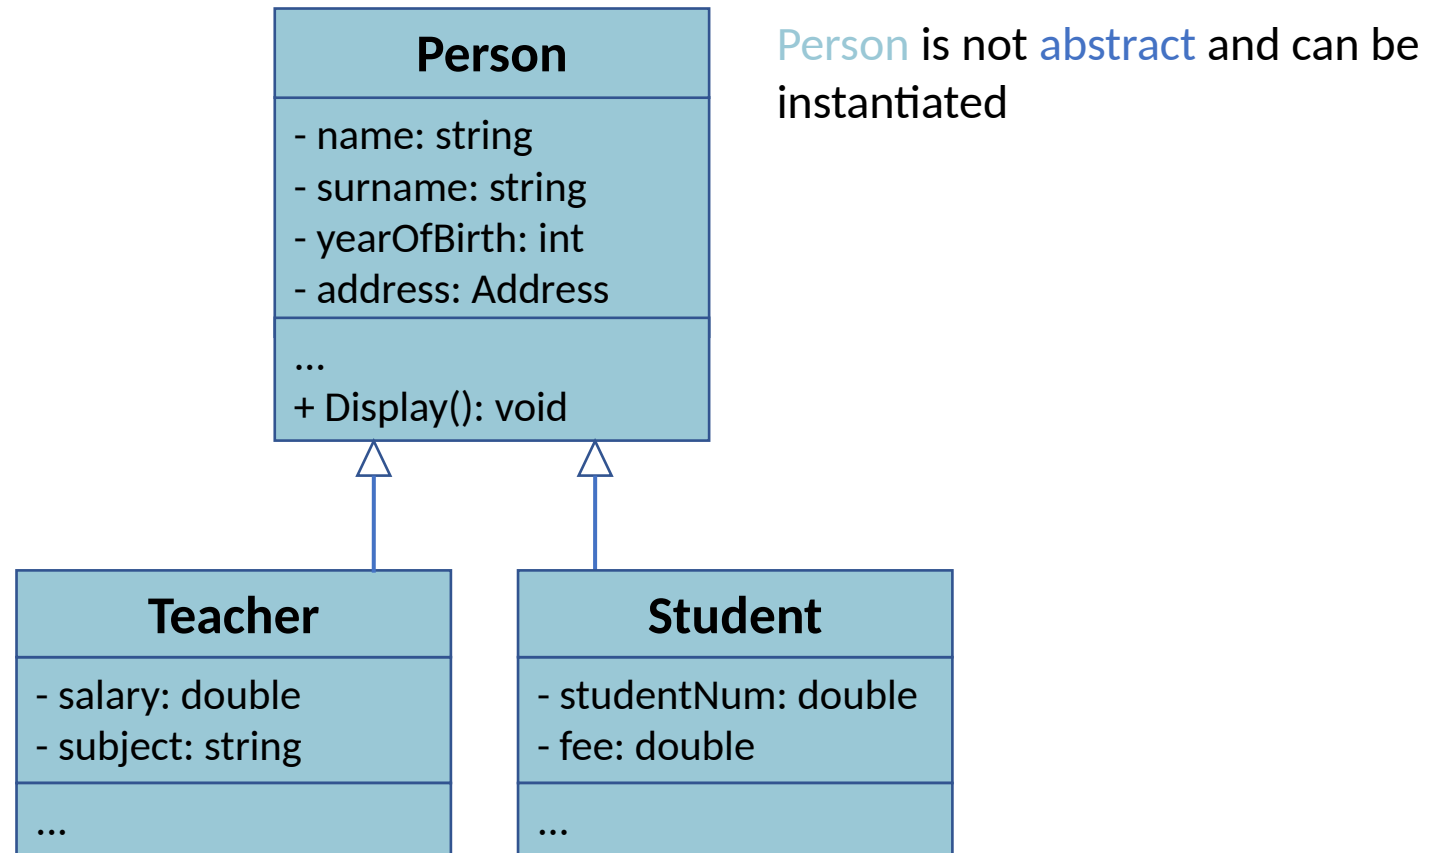 Person
- name: string
- surname: string
- yearOfBirth: int
- address: Address
...
+ Display(): void
Person is not abstract and can be
instantiated
Teacher
- salary: double
- subject: string
...
Student
- studentNum: double
- fee: double
...